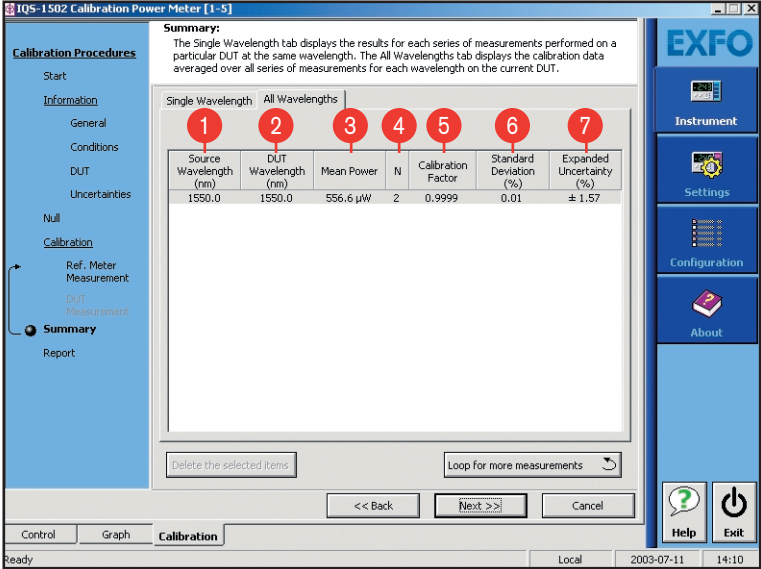 IQS-1502 Calibration Power Meter [1-5]
Calibration Procedures
Start
Information
General
Conditions
DUT
Uncertainties
Null
Calibration
Ref. Meter
Measurement
DUT
Measurement
Summary
Report
Summary:
The Single Wavelength tab displays the results for each series of measurements performed on a
particular DUT at the same wavelength. The All Wavelengths tab displays the calibration data
averaged over all series of measurements for each wavelength on the current DUT.
Single Wavelength All Wavelengths
1 2 3 4 5 6 7
Source Wavelength (nm) DUT Wavelength (nm) Mean Power N Calibration Factor Standard Deviation (%) Expanded Uncertainty (%)
1550.0 1550.0 556.6 µW 2 0.9999 0.01 ± 1.57
Delete the selected items Loop for more measurements
<< Back Next >> Cancel
EXFO
Instrument
Settings
Configuration
About
Help Exit
Control Graph Calibration
Ready Local 2003-07-11 14:10